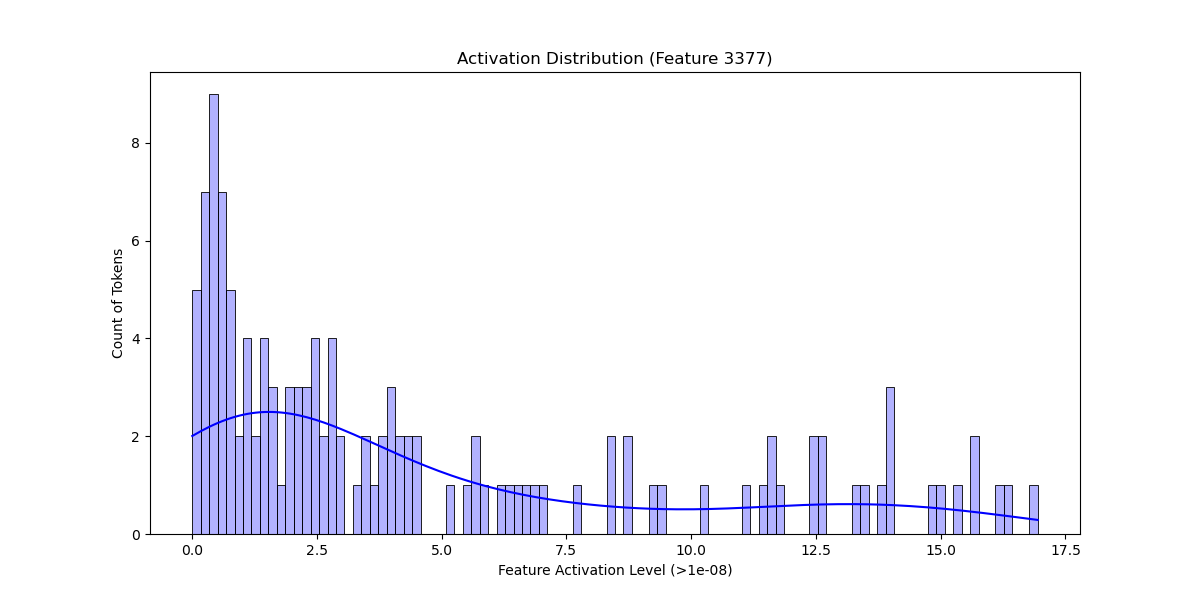 Activation Distribution (Feature 3377)
Count of Tokens
8
6
4
2
0
0.0 2.5 5.0 7.5 10.0 12.5 15.0 17.5
Feature Activation Level (>1e-08)